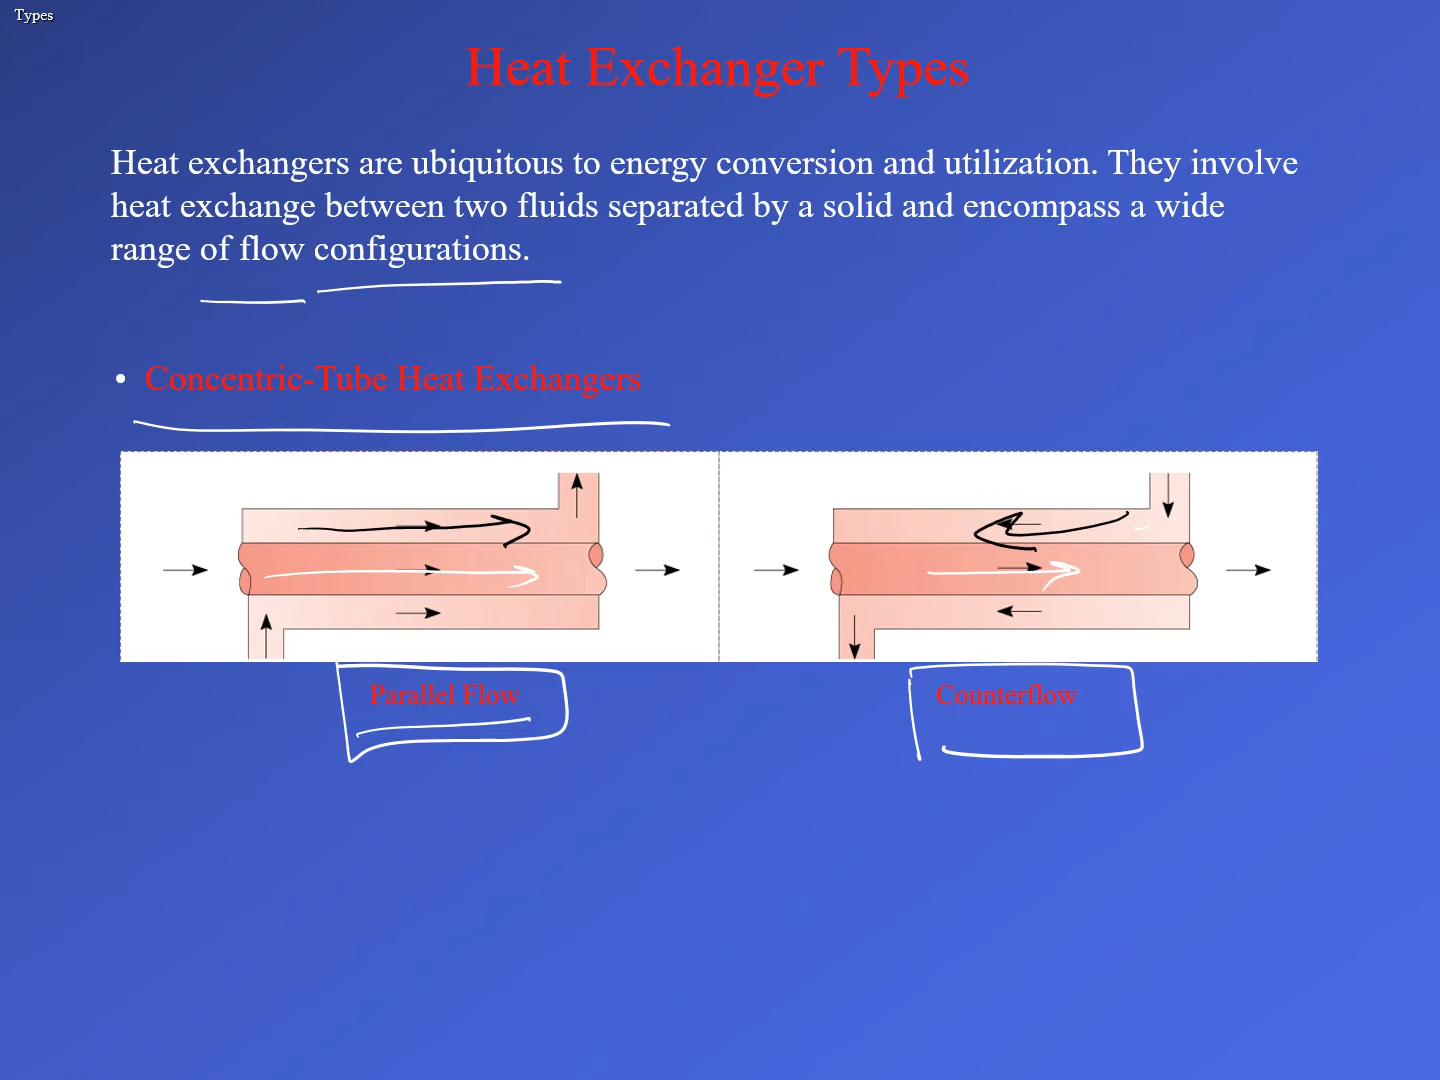 Types
Heat Exchanger Types
Heat exchangers are ubiquitous to energy conversion and utilization. They involve
heat exchange between two fluids separated by a solid and encompass a wide
range of flow configurations.
• Concentric-Tube Heat Exchangers
Parallel Flow
Counterflow